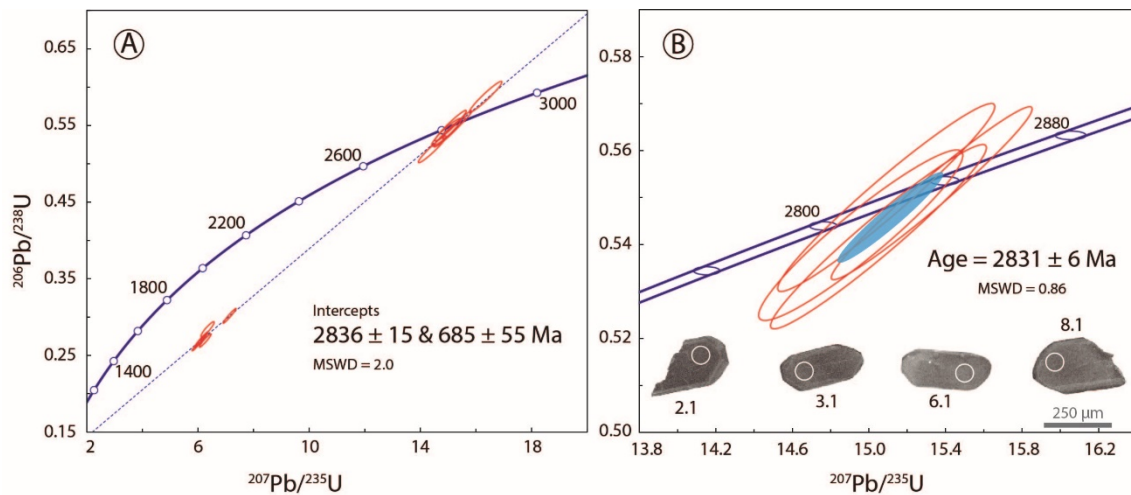 A
0.65
0.55
0.45
0.35
0.25
0.15
²⁰⁶Pb/²³⁸U
3000
2600
2200
1800
1400
Intercepts
2836 ± 15 & 685 ± 55 Ma
MSWD = 2.0
2 6 10 14 18
²⁰⁷Pb/²³⁵U
B
0.58
0.56
0.54
0.52
0.50
2880
2800
Age = 2831 ± 6 Ma
MSWD = 0.86
8.1
2.1 3.1 6.1
250 μm
13.8 14.2 14.6 15.0 15.4 15.8 16.2
²⁰⁷Pb/²³⁵U